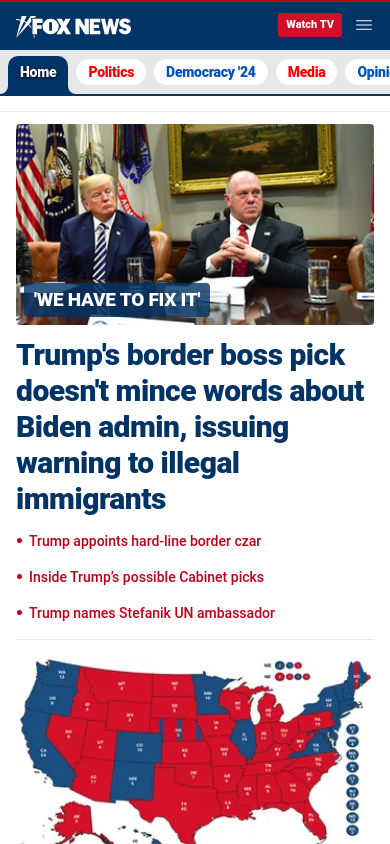 FOX NEWS
Watch TV
Home
Politics
Democracy '24
Media
Opini
'WE HAVE TO FIX IT'
Trump's border boss pick
doesn't mince words about
Biden admin, issuing
warning to illegal
immigrants
Trump appoints hard-line border czar
Inside Trump's possible Cabinet picks
Trump names Stefanik UN ambassador